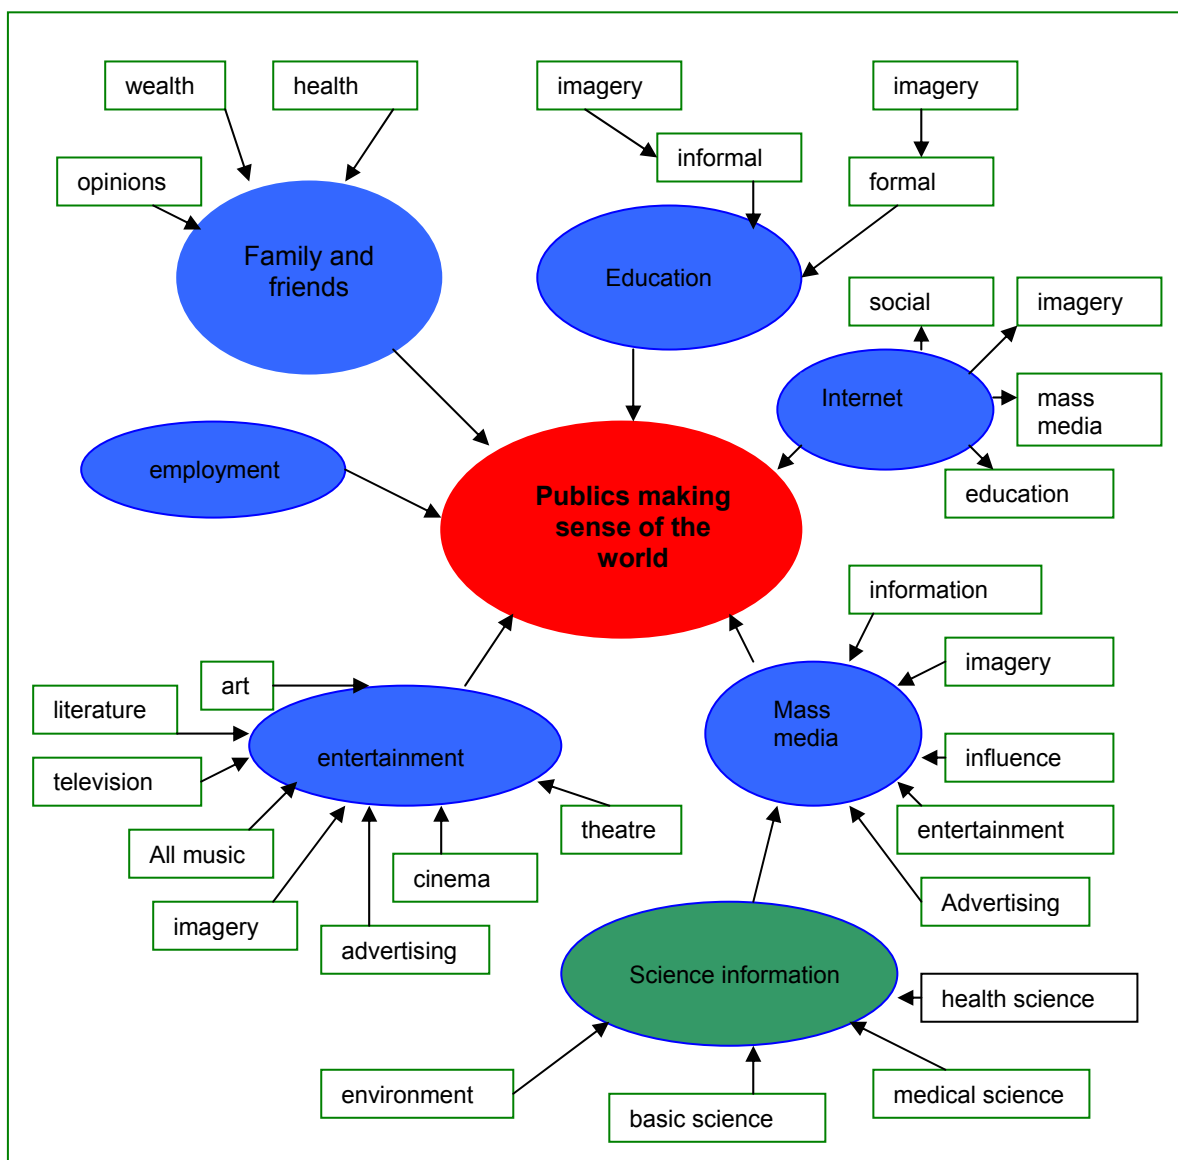 wealth
health
imagery
imagery
opinions
informal
formal
Family and
friends
Education
social
imagery
Internet
mass
media
employment
education
Publics making
sense of the
world
information
imagery
art
literature
Mass
media
entertainment
influence
television
theatre
entertainment
All music
cinema
Advertising
imagery
advertising
Science information
health science
environment
medical science
basic science